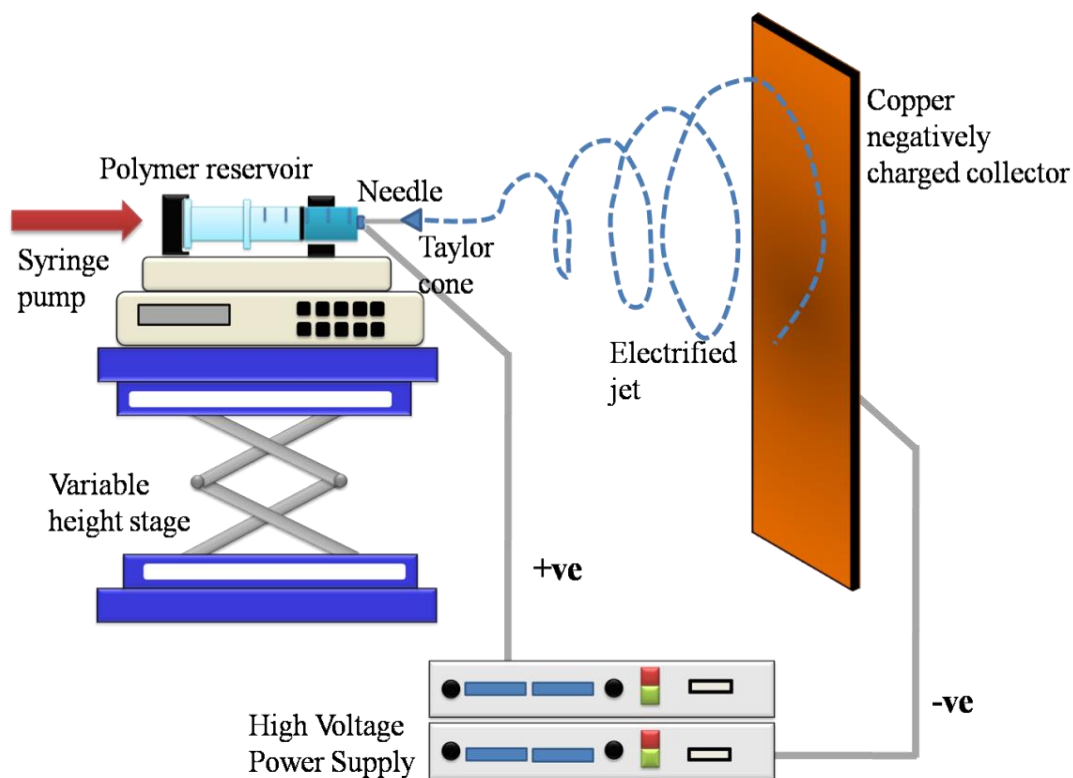 Polymer reservoir
Needle
Copper
negatively
charged collector
Syringe
pump
Taylor
cone
Electrified
jet
Variable
height stage
+ve
-ve
High Voltage
Power Supply